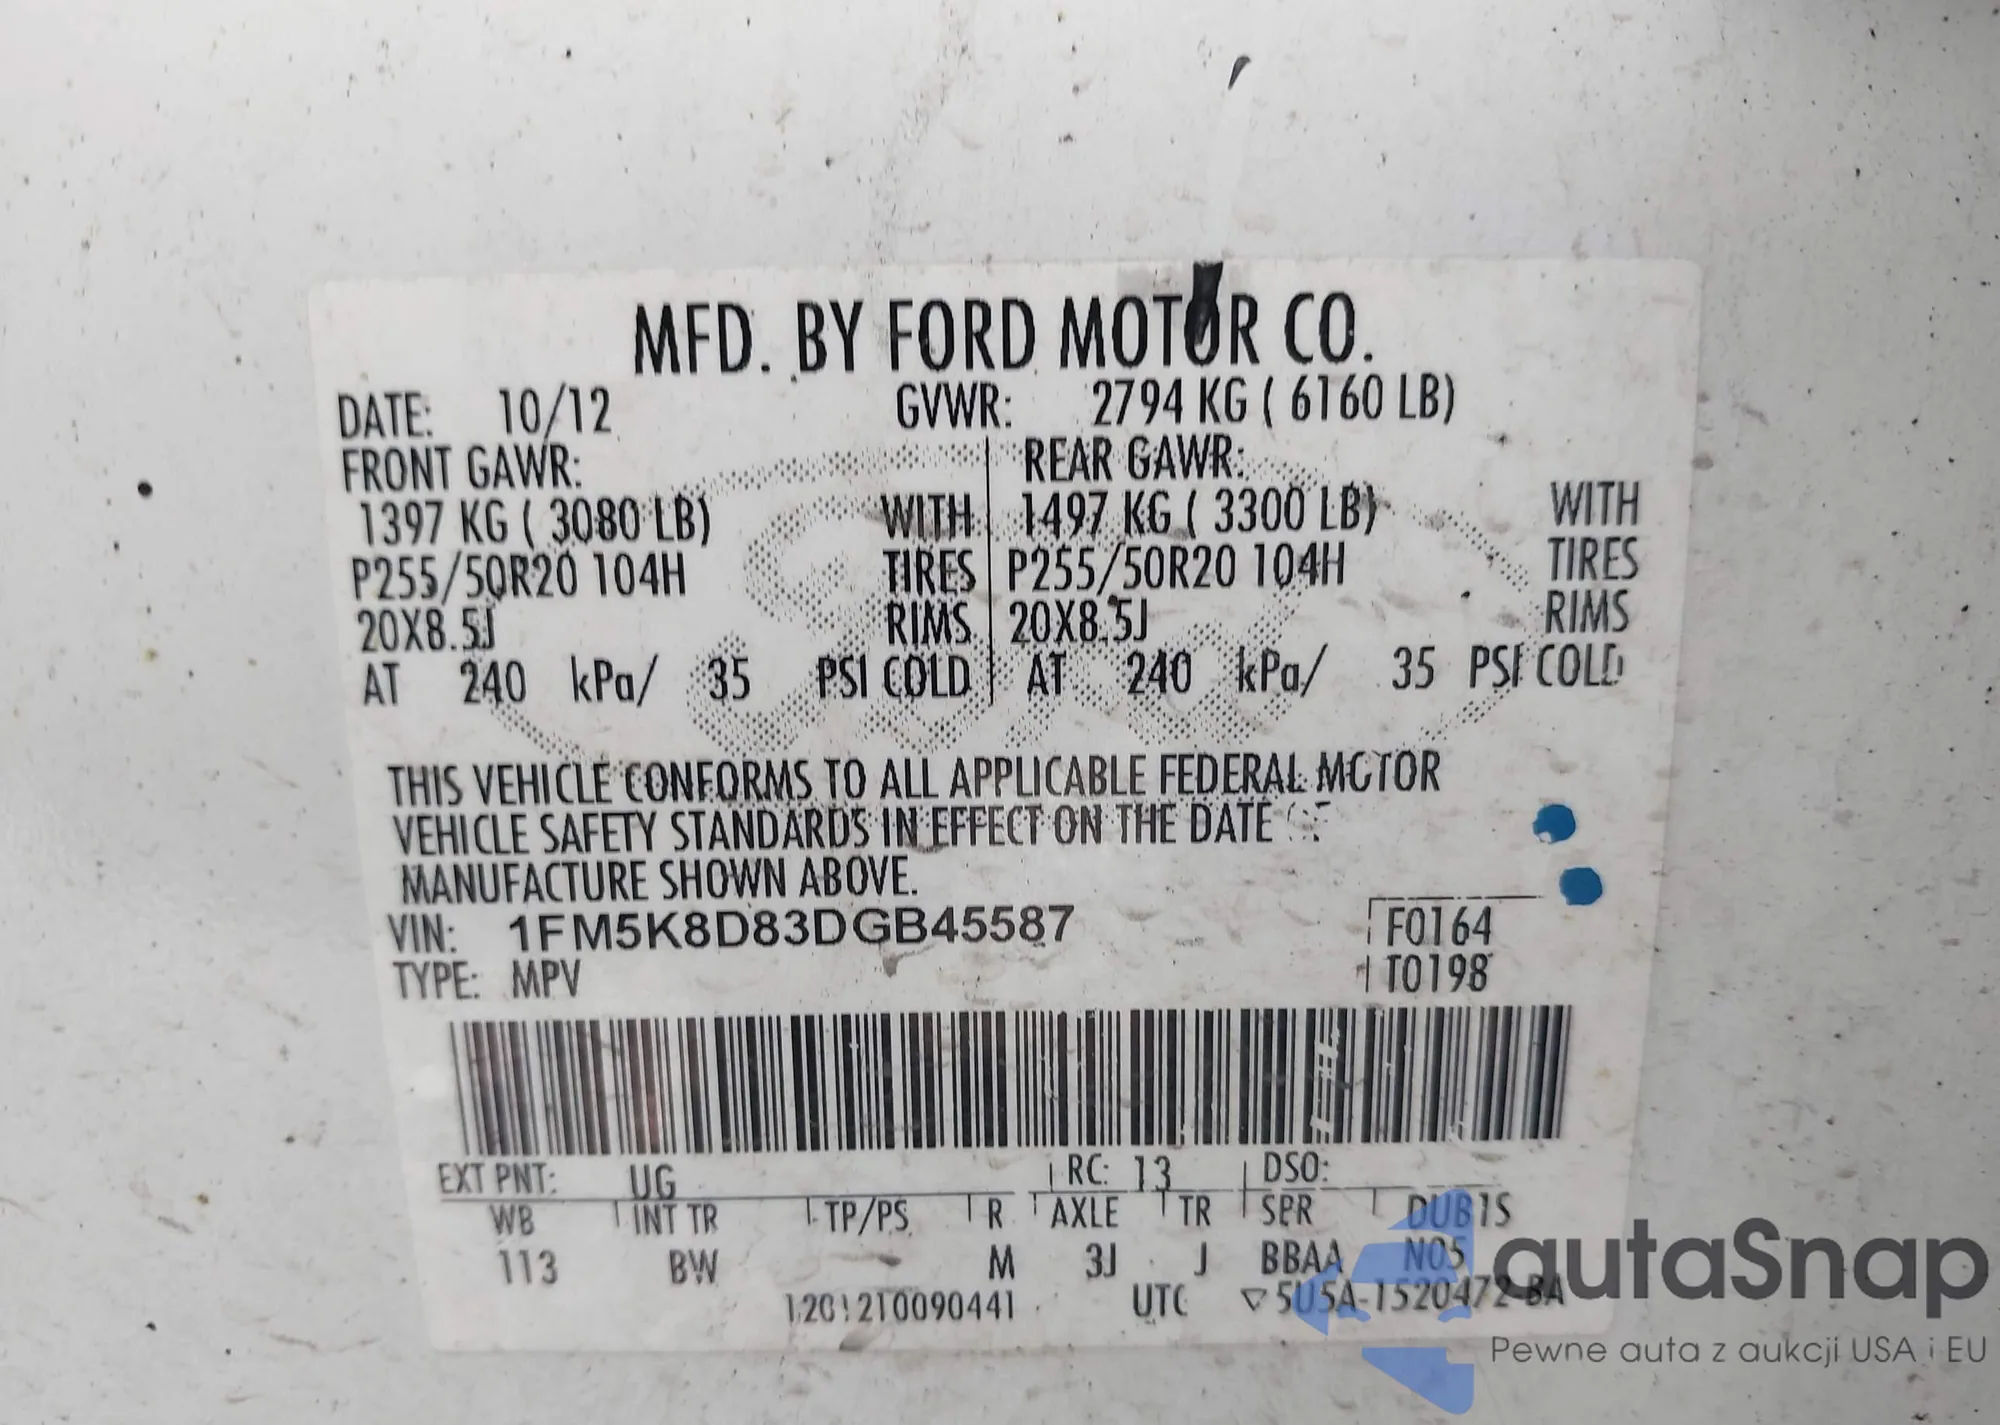 MFD. BY FORD MOTOR CO.
DATE: 10/12 GVWR: 2794 KG ( 6160 LB)
FRONT GAWR: REAR GAWR:
1397 KG ( 3080 LB) WITH 1497 KG ( 3300 LB) WITH
P255/50R20 104H TIRES P255/50R20 104H TIRES
20X8.5J RIMS 20X8.5J RIMS
AT 240 kPa/ 35 PSI COLD AT 240 kPa/ 35 PSI COLD
THIS VEHICLE CONFORMS TO ALL APPLICABLE FEDERAL MOTOR
VEHICLE SAFETY STANDARDS IN EFFECT ON THE DATE OF
MANUFACTURE SHOWN ABOVE.
VIN: 1FM5K8D83DGB45587 F0164
TYPE: MPV T0198
EXT PNT: UG RC: 13 DSO:
WB INT TR TP/PS R AXLE TR SPR
113 BW M 3J J BBAA N05
UTC ▽5U5A-1520472-BA
autaSnap
Pewne auta z aukcji USA i EU